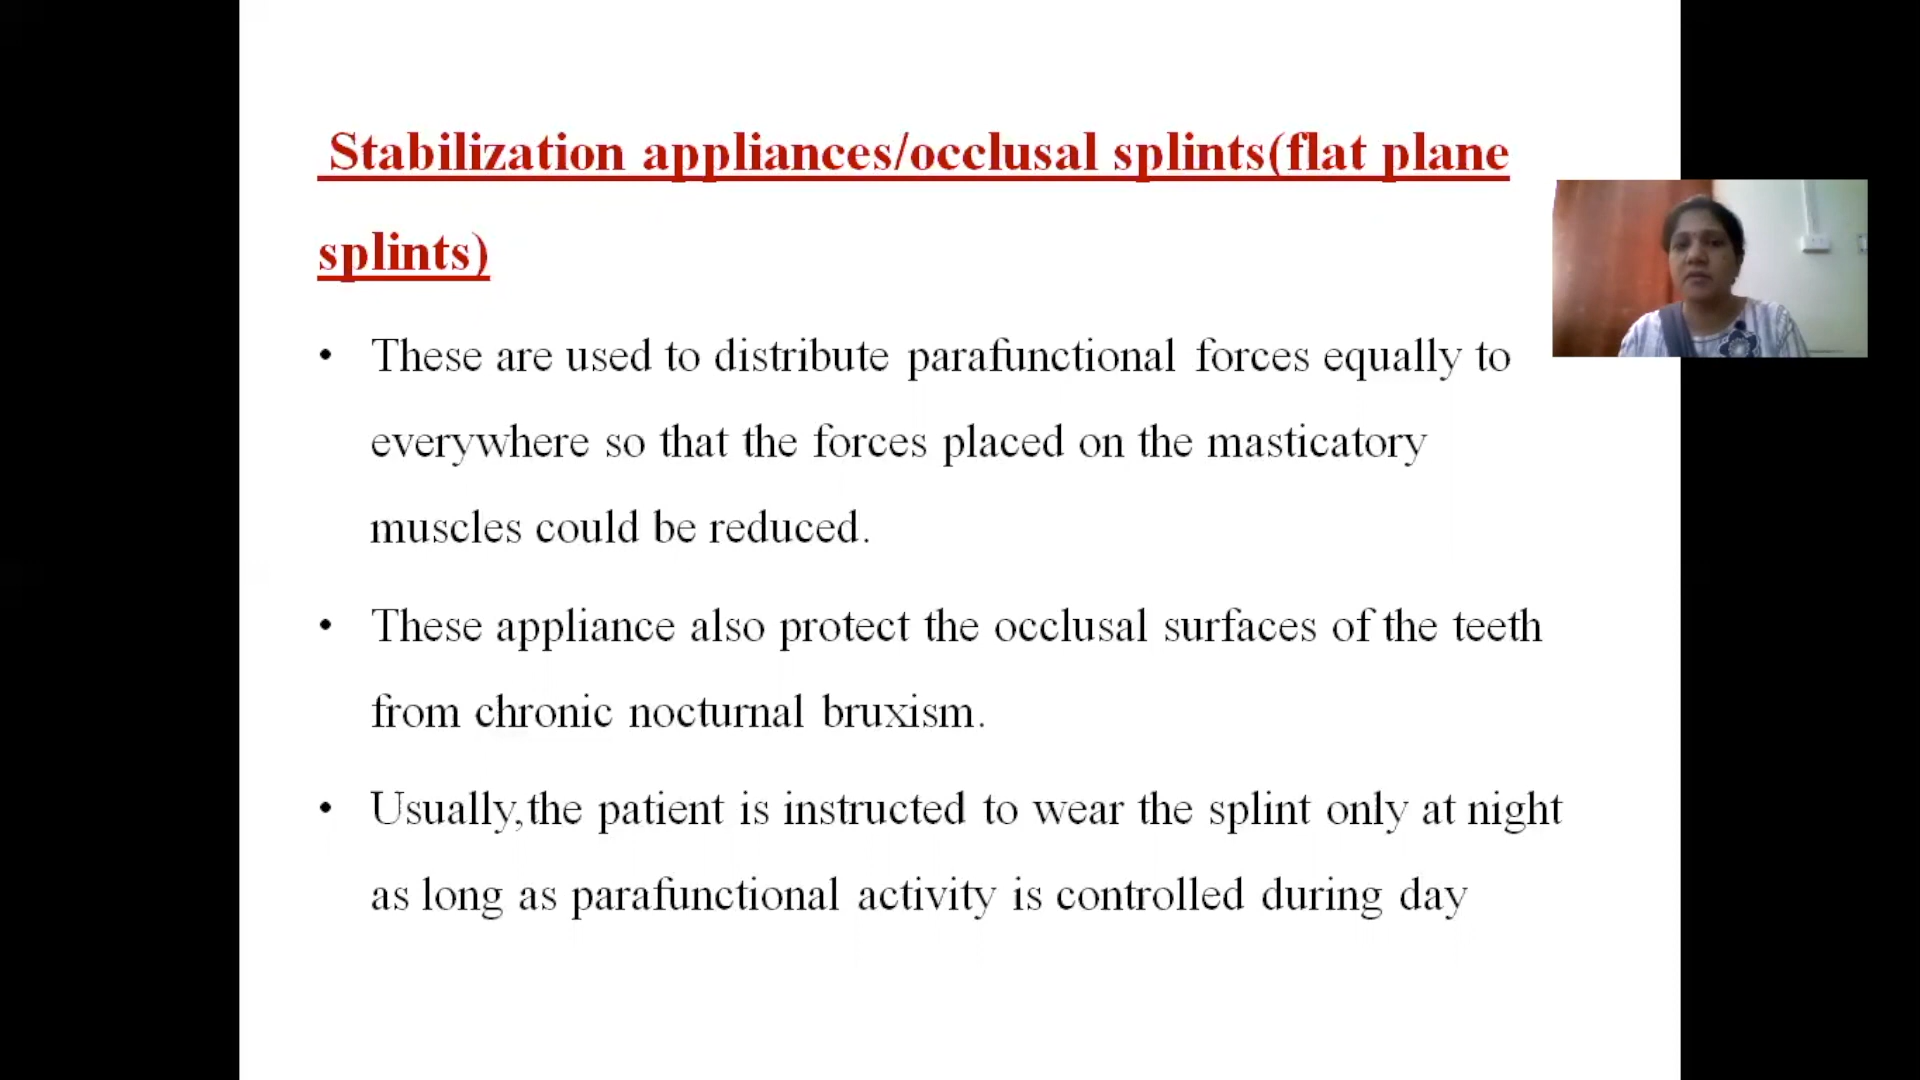 Stabilization appliances/occlusal splints(flat plane
splints)
• These are used to distribute parafunctional forces equally to
everywhere so that the forces placed on the masticatory
muscles could be reduced.
• These appliance also protect the occlusal surfaces of the teeth
from chronic nocturnal bruxism.
• Usually,the patient is instructed to wear the splint only at night
as long as parafunctional activity is controlled during day